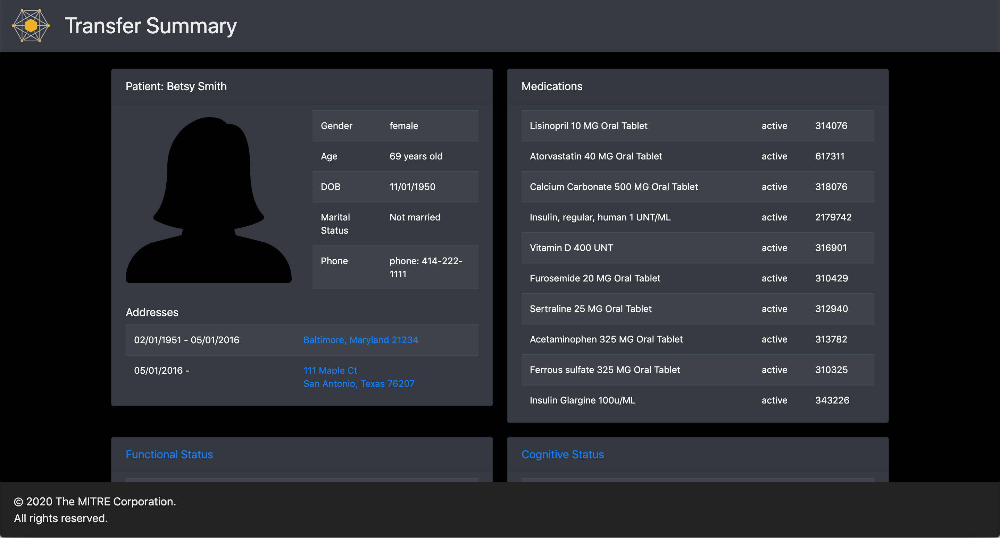 Transfer Summary
Patient: Betsy Smith
Gender female
Age 69 years old
DOB 11/01/1950
Marital Status Not married
Phone phone: 414-222-1111
Addresses
02/01/1951 - 05/01/2016 Baltimore, Maryland 21234
05/01/2016 - 111 Maple Ct
San Antonio, Texas 76207
Medications
Lisinopril 10 MG Oral Tablet active 314076
Atorvastatin 40 MG Oral Tablet active 617311
Calcium Carbonate 500 MG Oral Tablet active 318076
Insulin, regular, human 1 UNT/ML active 2179742
Vitamin D 400 UNT active 316901
Furosemide 20 MG Oral Tablet active 310429
Sertraline 25 MG Oral Tablet active 312940
Acetaminophen 325 MG Oral Tablet active 313782
Ferrous sulfate 325 MG Oral Tablet active 310325
Insulin Glargine 100u/ML active 343226
Functional Status
Cognitive Status
© 2020 The MITRE Corporation.
All rights reserved.